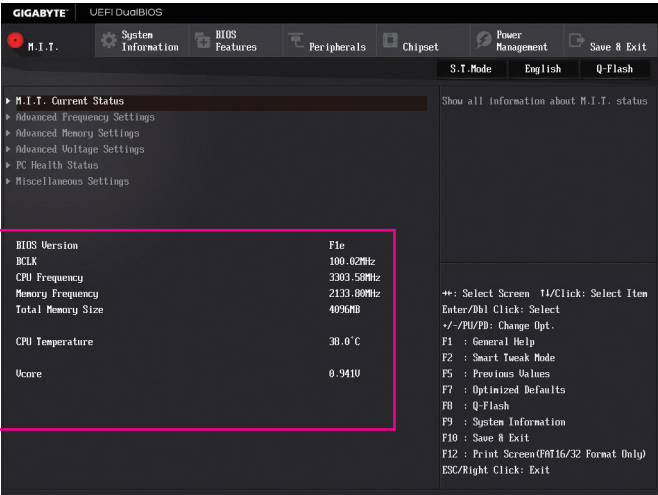 GIGABYTE™ UEFI DualBIOS
M.I.T.
System Information
BIOS Features
Peripherals
Chipset
Power Management
Save & Exit
S.T.Mode English Q-Flash
M.I.T. Current Status
Advanced Frequency Settings
Advanced Memory Settings
Advanced Voltage Settings
PC Health Status
Miscellaneous Settings
Show all information about M.I.T. status
BIOS Version F1e
BCLK 100.02MHz
CPU Frequency 3303.58MHz
Memory Frequency 2133.80MHz
Total Memory Size 4096MB
CPU Temperature 38.0°C
Vcore 0.941V
→←: Select Screen ↑↓/Click: Select Item
Enter/Dbl Click: Select
+/-/PU/PD: Change Opt.
F1 : General Help
F2 : Smart Tweak Mode
F5 : Previous Values
F7 : Optimized Defaults
F8 : Q-Flash
F9 : System Information
F10 : Save & Exit
F12 : Print Screen(FAT16/32 Format Only)
ESC/Right Click: Exit